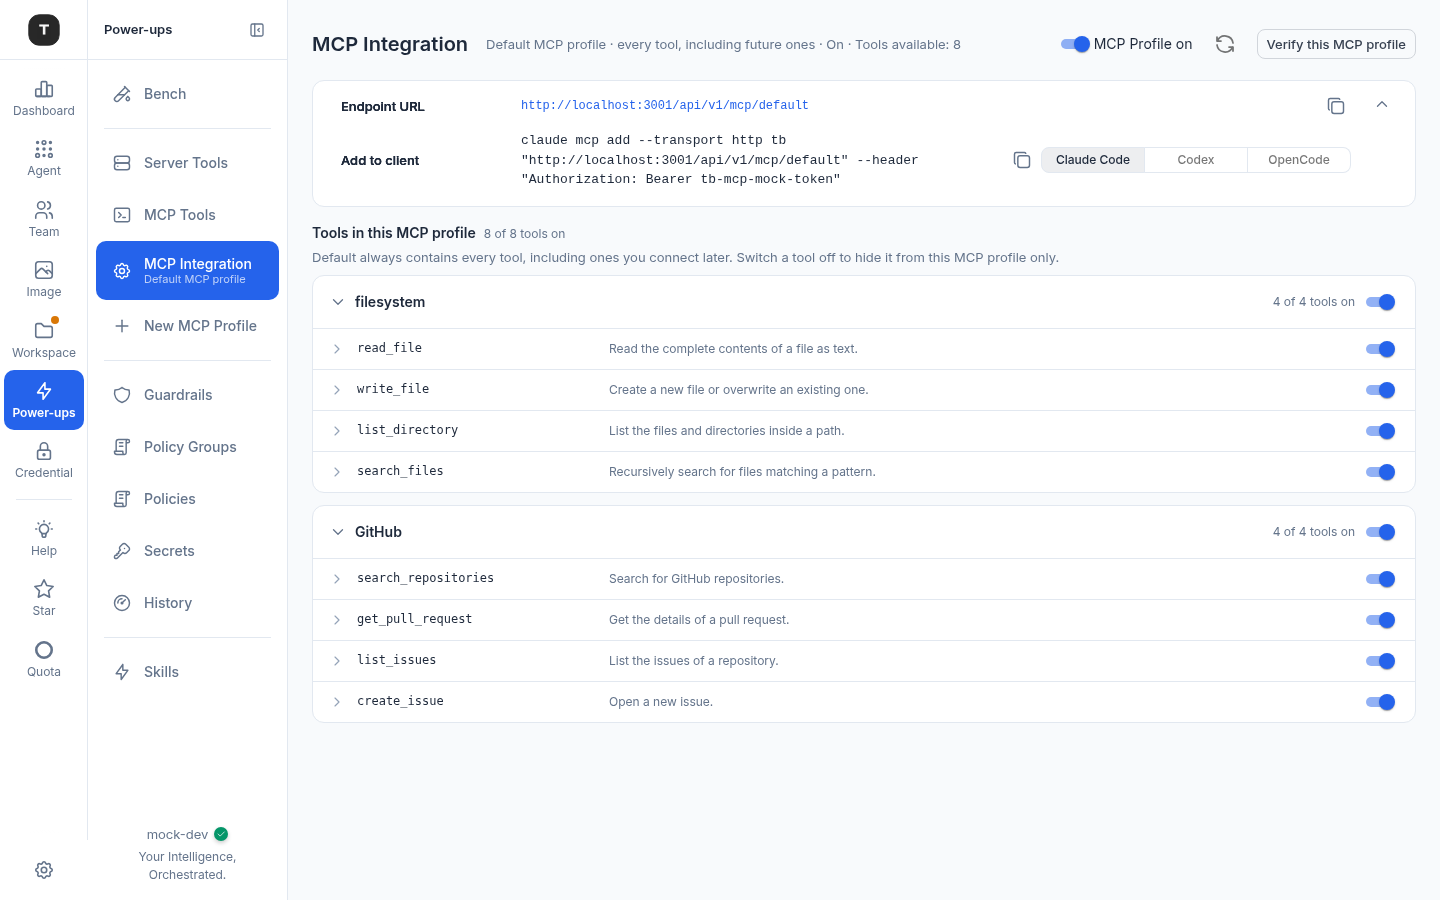 T
Power-ups
Dashboard
Agent
Team
Image
Workspace
Power-ups
Credential
Help
Star
Quota
Bench
Server Tools
MCP Tools
MCP Integration
Default MCP profile
New MCP Profile
Guardrails
Policy Groups
Policies
Secrets
History
Skills
mock-dev
Your Intelligence,
Orchestrated.
MCP Integration
Default MCP profile · every tool, including future ones · On · Tools available: 8
MCP Profile on
Verify this MCP profile
Endpoint URL
http://localhost:3001/api/v1/mcp/default
Add to client
claude mcp add --transport http tb
"http://localhost:3001/api/v1/mcp/default" --header
"Authorization: Bearer tb-mcp-mock-token"
Claude Code
Codex
OpenCode
Tools in this MCP profile 8 of 8 tools on
Default always contains every tool, including ones you connect later. Switch a tool off to hide it from this MCP profile only.
filesystem
4 of 4 tools on
read_file
Read the complete contents of a file as text.
write_file
Create a new file or overwrite an existing one.
list_directory
List the files and directories inside a path.
search_files
Recursively search for files matching a pattern.
GitHub
4 of 4 tools on
search_repositories
Search for GitHub repositories.
get_pull_request
Get the details of a pull request.
list_issues
List the issues of a repository.
create_issue
Open a new issue.